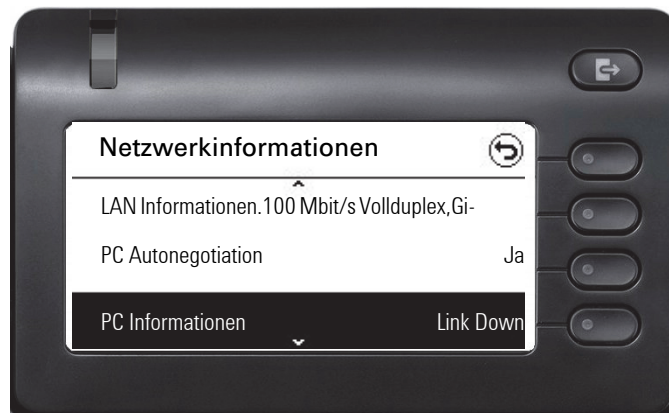 Netzwerkinformationen
LAN Informationen.100 Mbit/s Vollduplex,Gi-
PC Autonegotiation Ja
PC Informationen Link Down